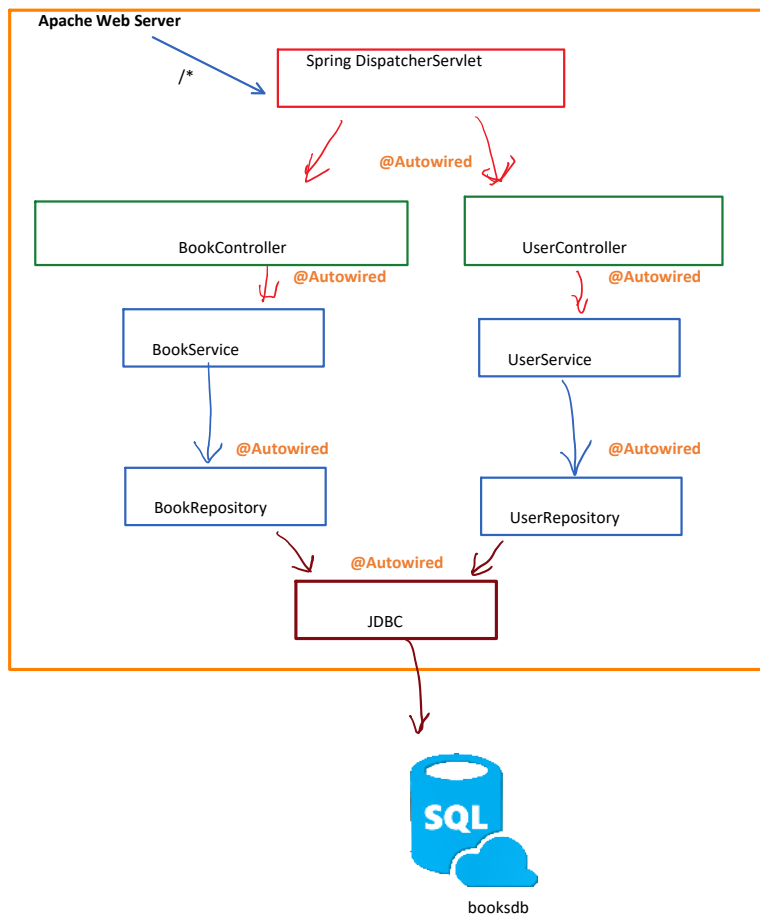 Apache Web Server
/*
Spring DispatcherServlet
@Autowired
BookController
UserController
@Autowired
@Autowired
BookService
UserService
@Autowired
@Autowired
BookRepository
UserRepository
@Autowired
JDBC
SQL
booksdb